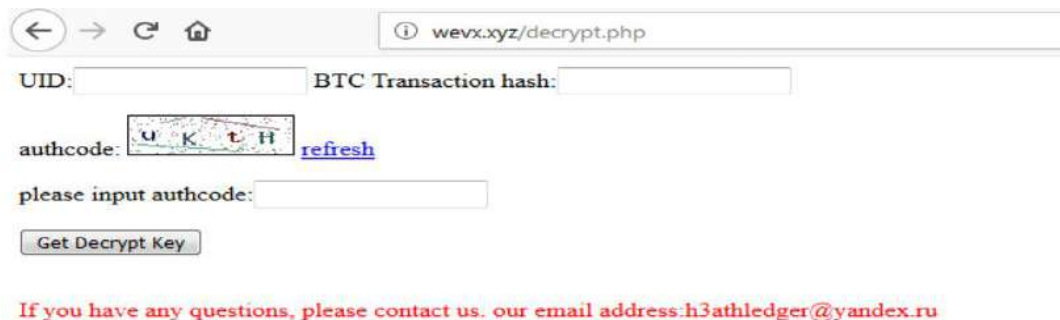 wevx.xyz/decrypt.php
UID: BTC Transaction hash:
authcode: u K t H refresh
please input authcode:
Get Decrypt Key
If you have any questions, please contact us. our email address:h3athledger@yandex.ru